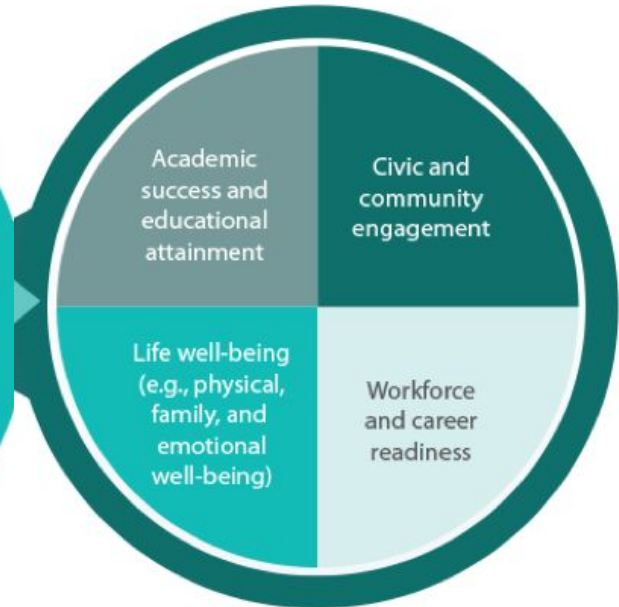 Academic
success and
educational
attainment
Civic and
community
engagement
Life well-being
(e.g., physical,
family, and
emotional
well-being)
Workforce
and career
readiness